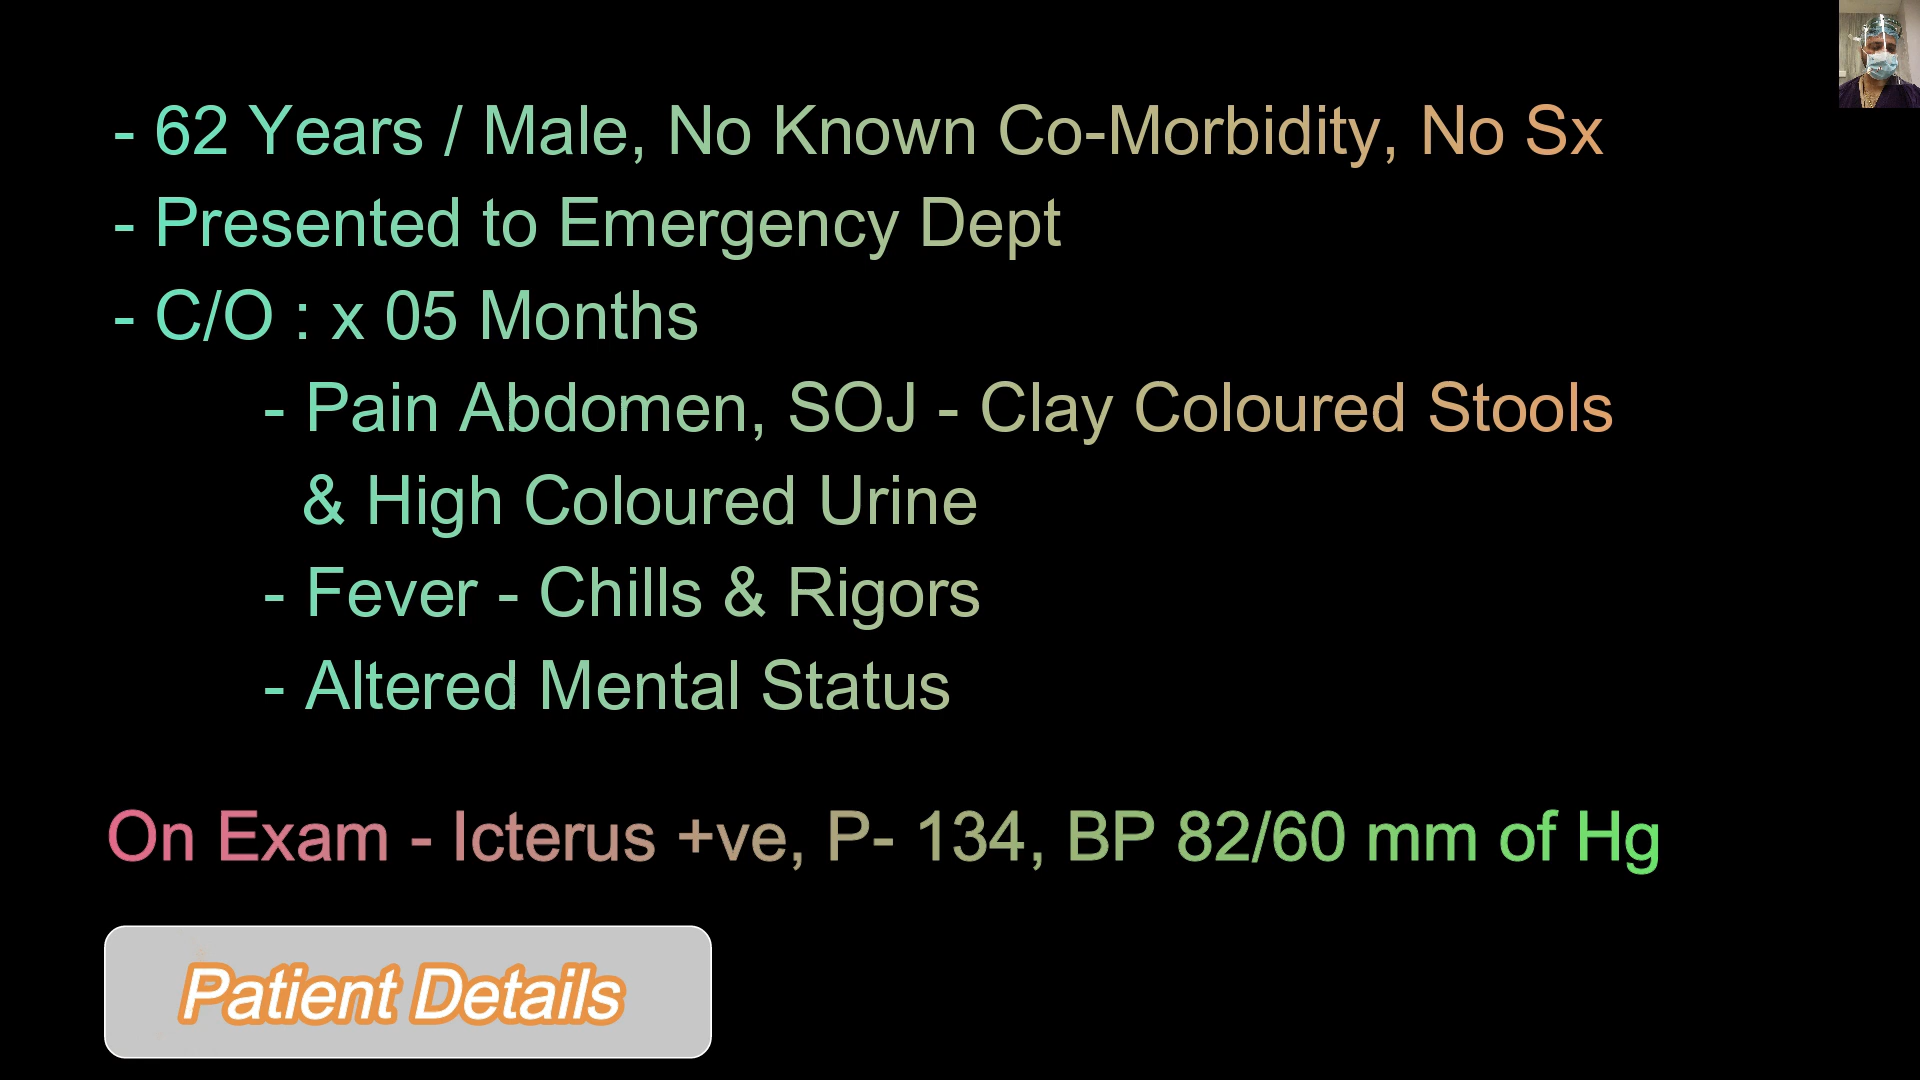 - 62 Years / Male, No Known Co-Morbidity, No Sx
- Presented to Emergency Dept
- C/O : x 05 Months
- Pain Abdomen, SOJ - Clay Coloured Stools
& High Coloured Urine
- Fever - Chills & Rigors
- Altered Mental Status
On Exam - Icterus +ve, P- 134, BP 82/60 mm of Hg
Patient Details